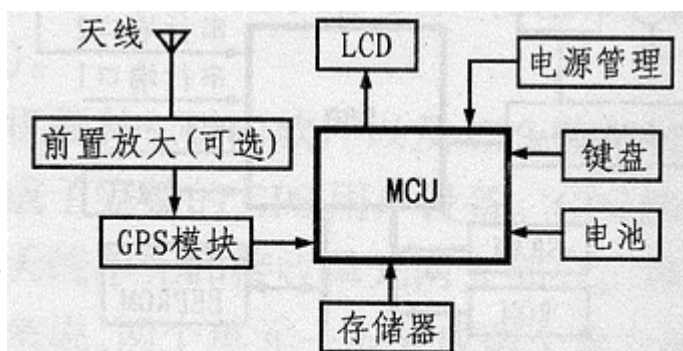 天线
LCD
电源管理
前置放大(可选)
MCU
键盘
GPS模块
电池
存储器